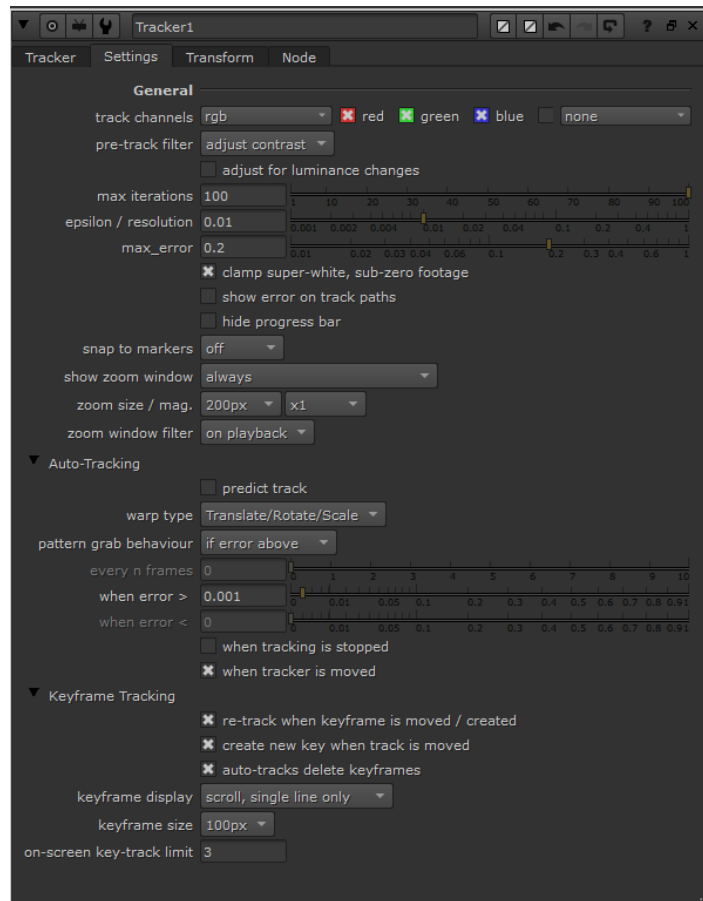 Tracker1 ?
Tracker Settings Transform Node
General
track channels rgb red green blue none
pre-track filter adjust contrast
adjust for luminance changes
max iterations 100 1 10 20 30 40 50 60 70 80 90 100
epsilon / resolution 0.01 0.001 0.002 0.004 0.01 0.02 0.04 0.1 0.2 0.4 1
max_error 0.2 0.01 0.02 0.03 0.04 0.06 0.1 0.2 0.3 0.4 0.6 1
clamp super-white, sub-zero footage
show error on track paths
hide progress bar
snap to markers off
show zoom window always
zoom size / mag. 200px x1
zoom window filter on playback
Auto-Tracking
predict track
warp type Translate/Rotate/Scale
pattern grab behaviour if error above
every n frames 0 0 1 2 3 4 5 6 7 8 9 10
when error > 0.001 0 0.01 0.05 0.1 0.2 0.3 0.4 0.5 0.6 0.7 0.8 0.91
when error < 0 0 0.01 0.05 0.1 0.2 0.3 0.4 0.5 0.6 0.7 0.8 0.91
when tracking is stopped
when tracker is moved
Keyframe Tracking
re-track when keyframe is moved / created
create new key when track is moved
auto-tracks delete keyframes
keyframe display scroll, single line only
keyframe size 100px
on-screen key-track limit 3